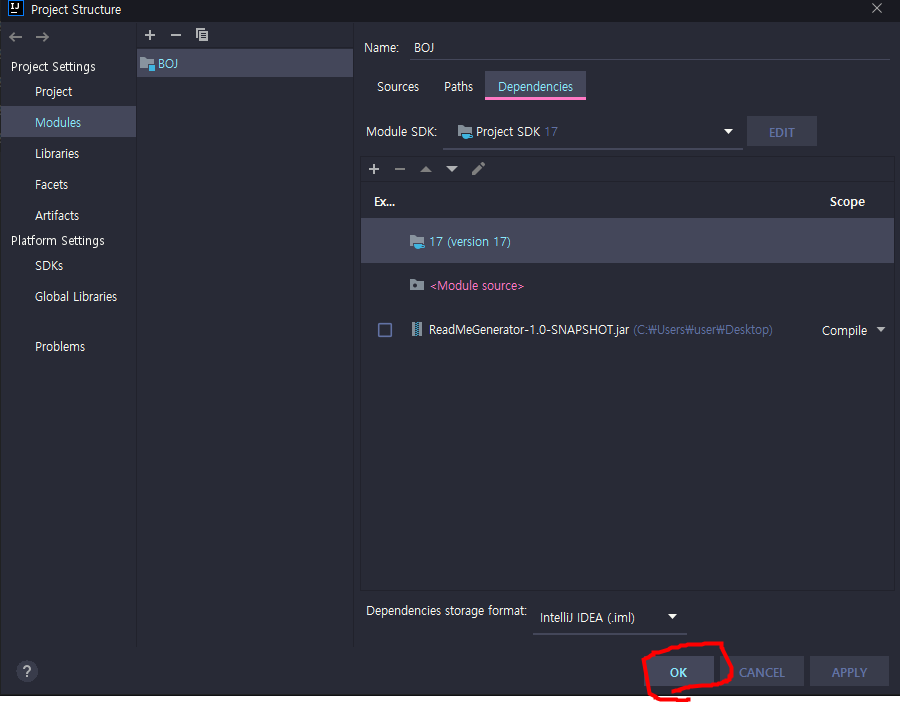 IJ Project Structure
Project Settings
Project
Modules
Libraries
Facets
Artifacts
Platform Settings
SDKs
Global Libraries
Problems
BOJ
Name: BOJ
Sources Paths Dependencies
Module SDK: Project SDK 17 EDIT
Ex... Scope
17 (version 17)
<Module source>
ReadMeGenerator-1.0-SNAPSHOT.jar (C:₩Users₩user₩Desktop) Compile
Dependencies storage format: IntelliJ IDEA (.iml)
? OK CANCEL APPLY